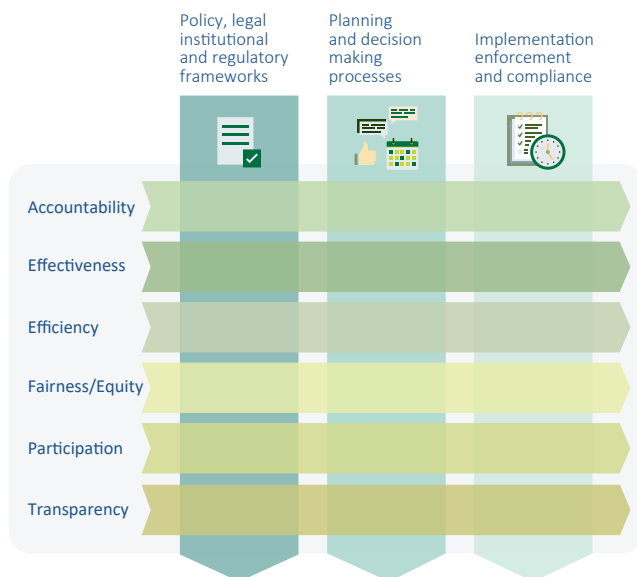 Policy, legal
institutional
and regulatory
frameworks
Planning
and decision
making
processes
Implementation
enforcement
and compliance
Accountability
Effectiveness
Efficiency
Fairness/Equity
Participation
Transparency